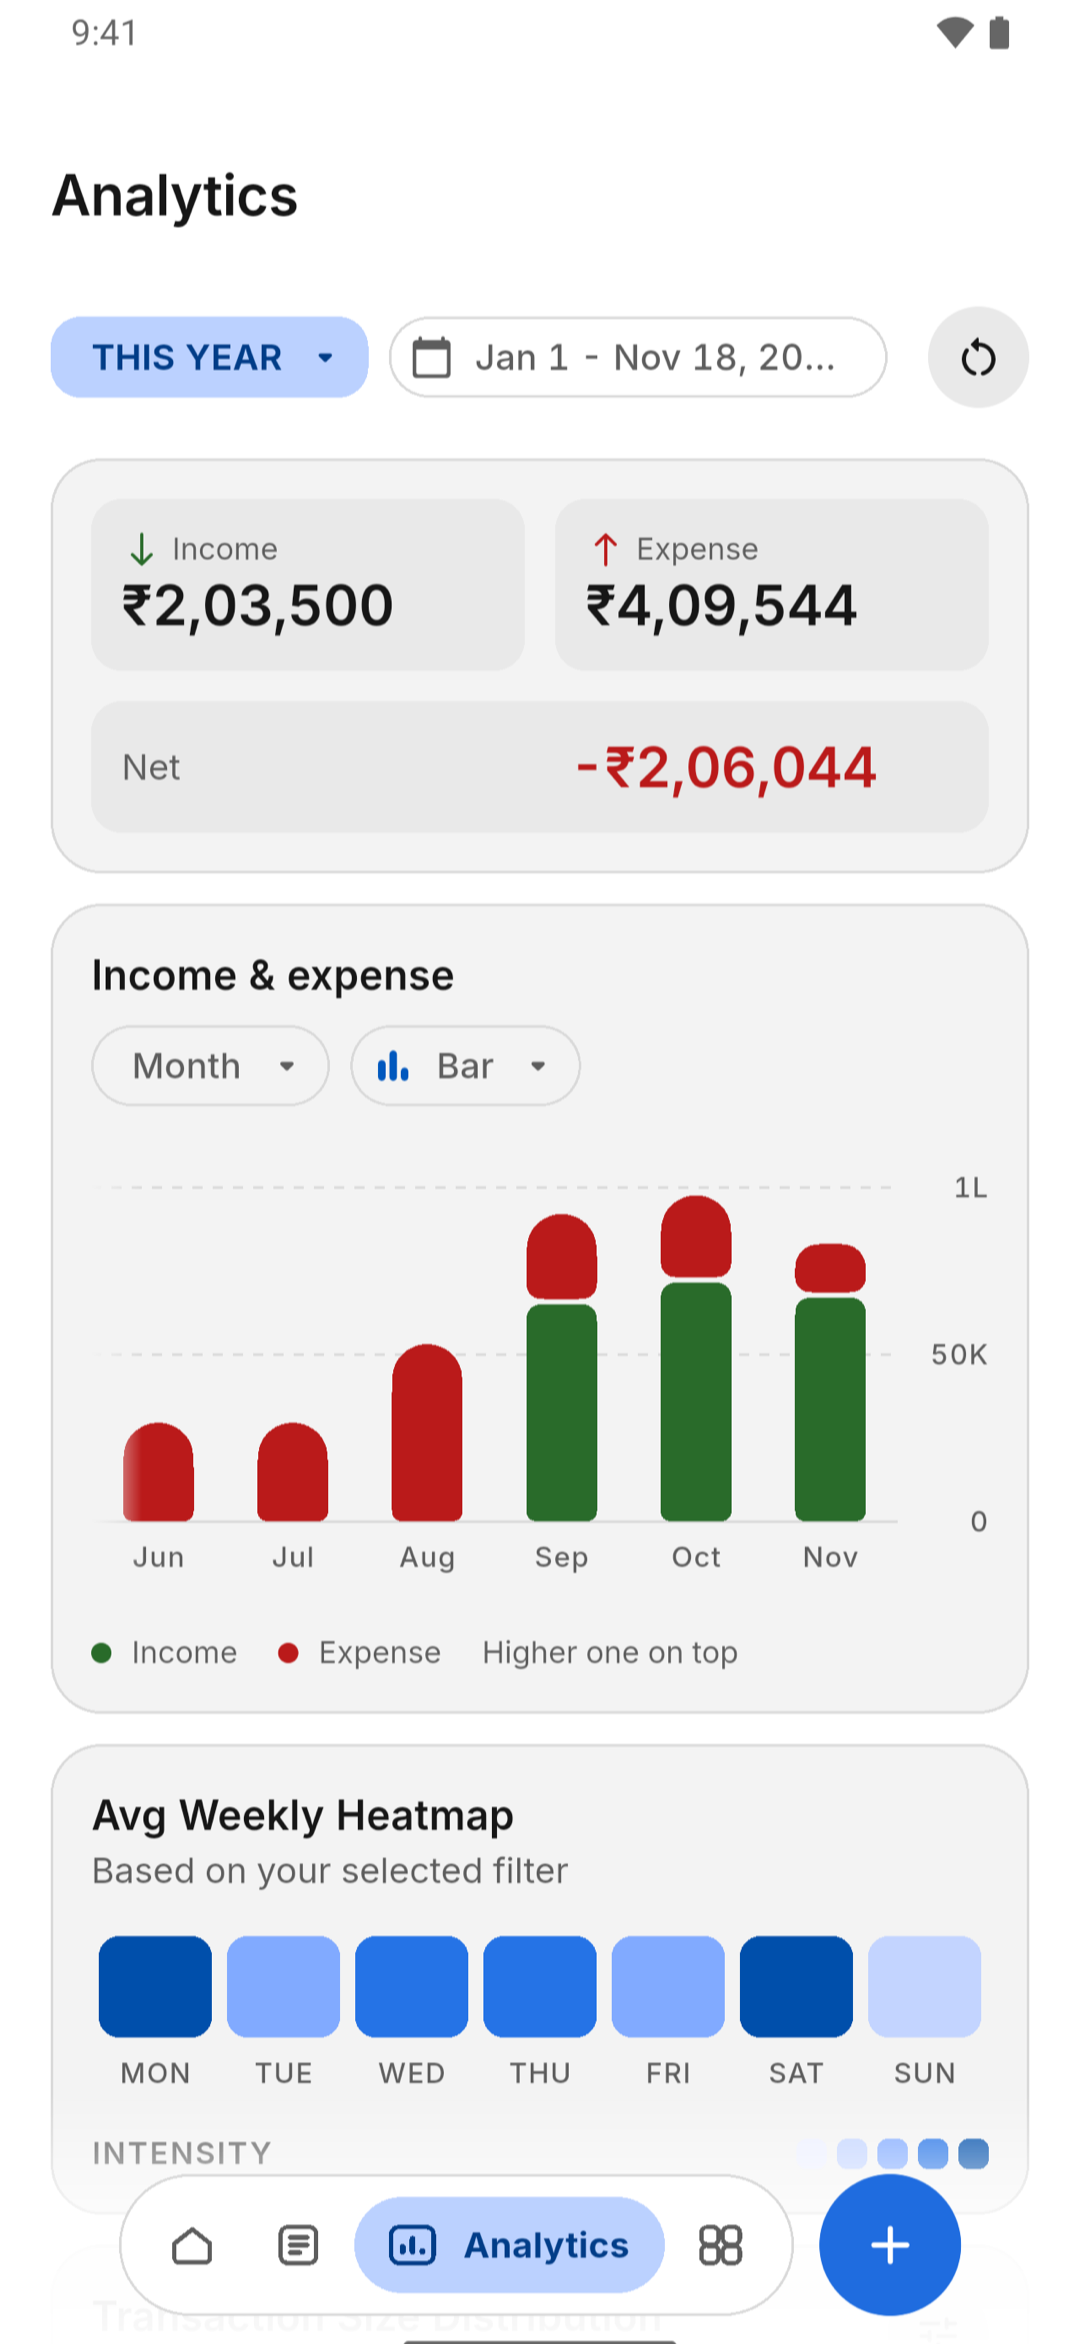 9:41
Analytics
THIS YEAR
Jan 1 - Nov 18, 20...
Income
₹2,03,500
Expense
₹4,09,544
Net
-₹2,06,044
Income & expense
Month
Bar
1L
50K
0
Jun Jul Aug Sep Oct Nov
Income Expense Higher one on top
Avg Weekly Heatmap
Based on your selected filter
MON TUE WED THU FRI SAT SUN
INTENSITY
Analytics
Transaction Size Distribution